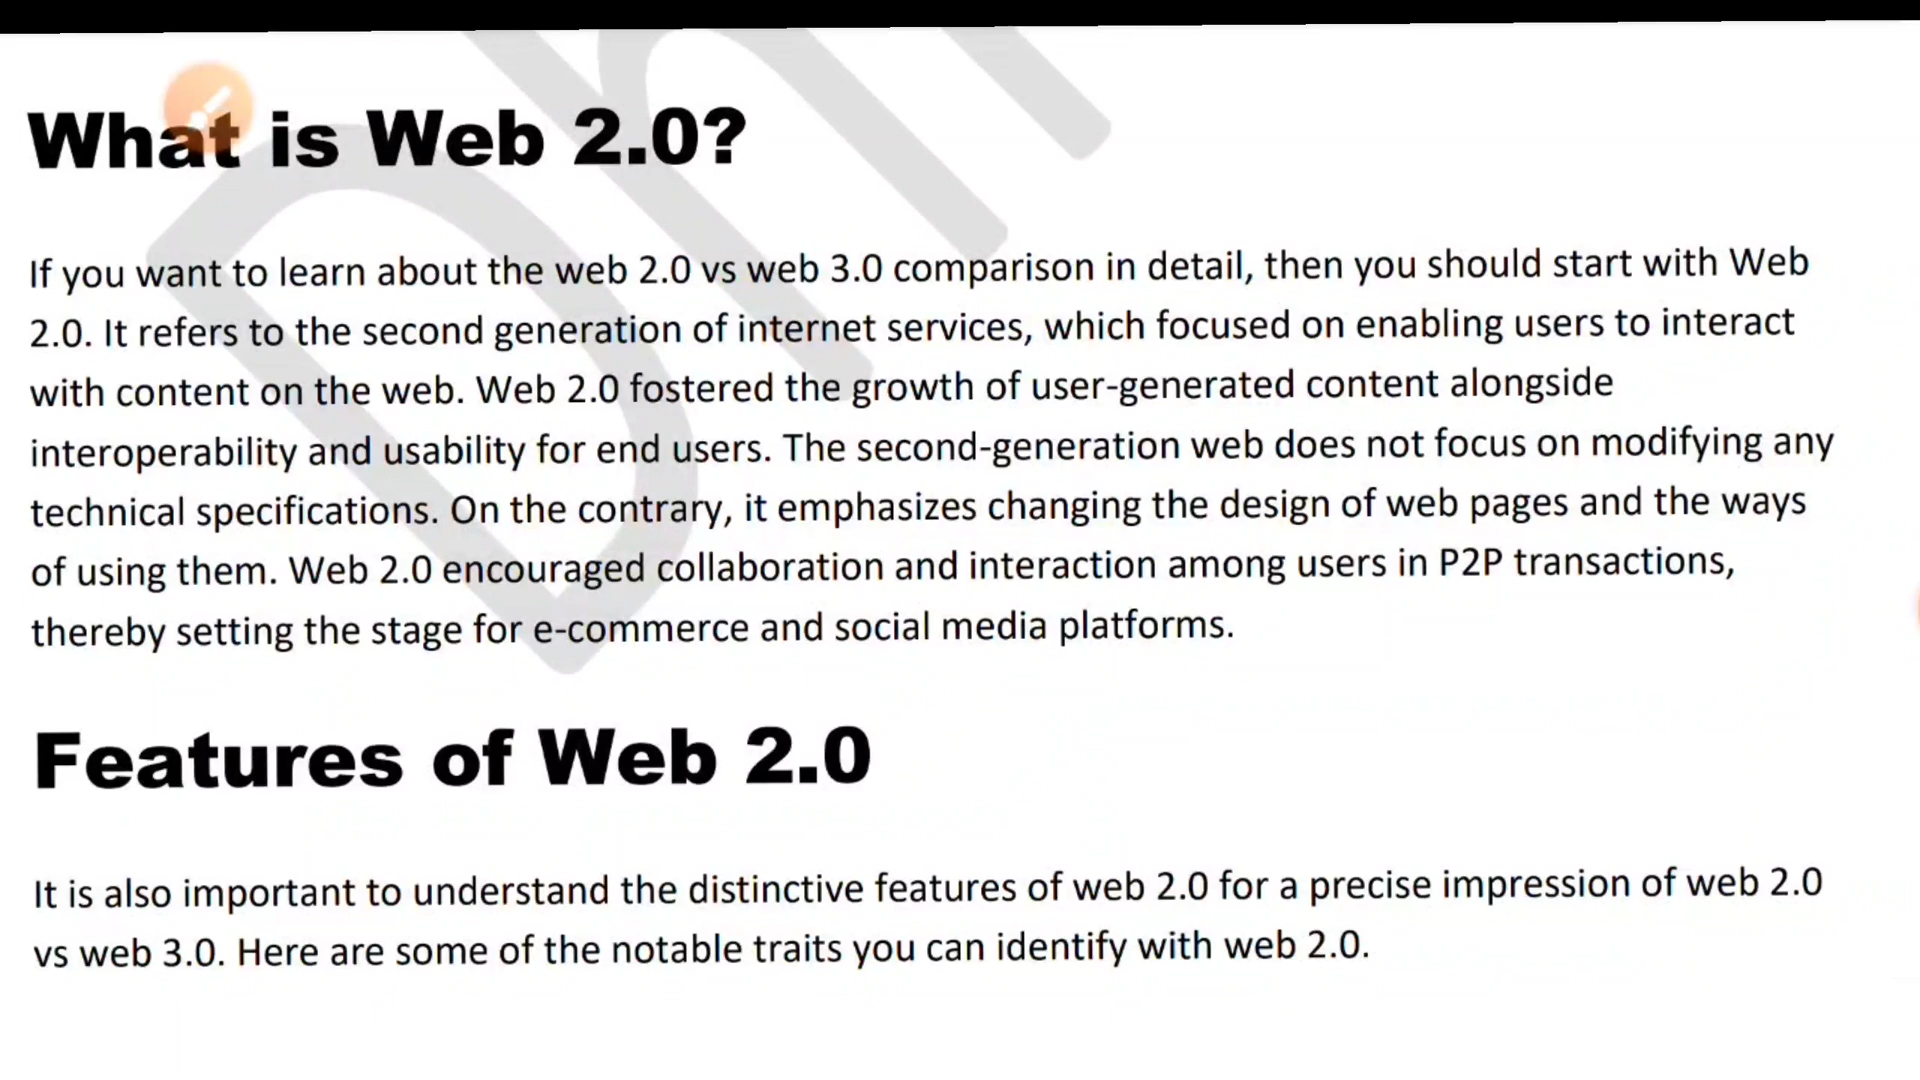 What is Web 2.0?
If you want to learn about the web 2.0 vs web 3.0 comparison in detail, then you should start with Web
2.0. It refers to the second generation of internet services, which focused on enabling users to interact
with content on the web. Web 2.0 fostered the growth of user-generated content alongside
interoperability and usability for end users. The second-generation web does not focus on modifying any
technical specifications. On the contrary, it emphasizes changing the design of web pages and the ways
of using them. Web 2.0 encouraged collaboration and interaction among users in P2P transactions,
thereby setting the stage for e-commerce and social media platforms.
Features of Web 2.0
It is also important to understand the distinctive features of web 2.0 for a precise impression of web 2.0
vs web 3.0. Here are some of the notable traits you can identify with web 2.0.